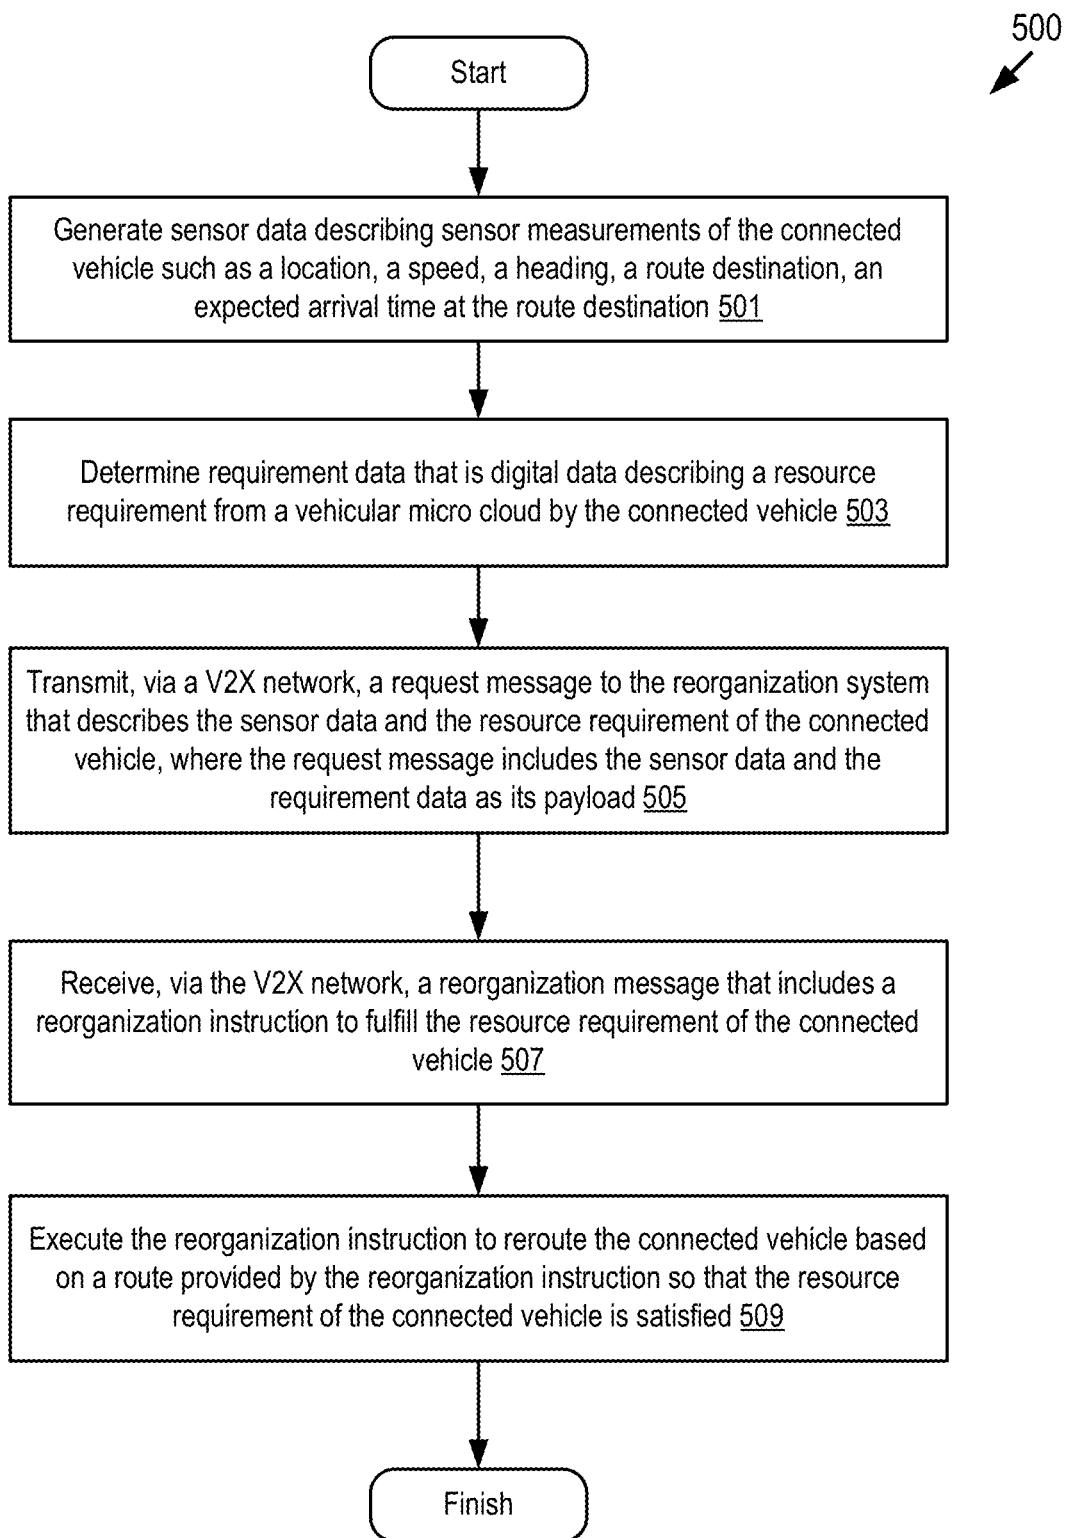 500
Start
Generate sensor data describing sensor measurements of the connected
vehicle such as a location, a speed, a heading, a route destination, an
expected arrival time at the route destination 501
Determine requirement data that is digital data describing a resource
requirement from a vehicular micro cloud by the connected vehicle 503
Transmit, via a V2X network, a request message to the reorganization system
that describes the sensor data and the resource requirement of the connected
vehicle, where the request message includes the sensor data and the
requirement data as its payload 505
Receive, via the V2X network, a reorganization message that includes a
reorganization instruction to fulfill the resource requirement of the connected
vehicle 507
Execute the reorganization instruction to reroute the connected vehicle based
on a route provided by the reorganization instruction so that the resource
requirement of the connected vehicle is satisfied 509
Finish